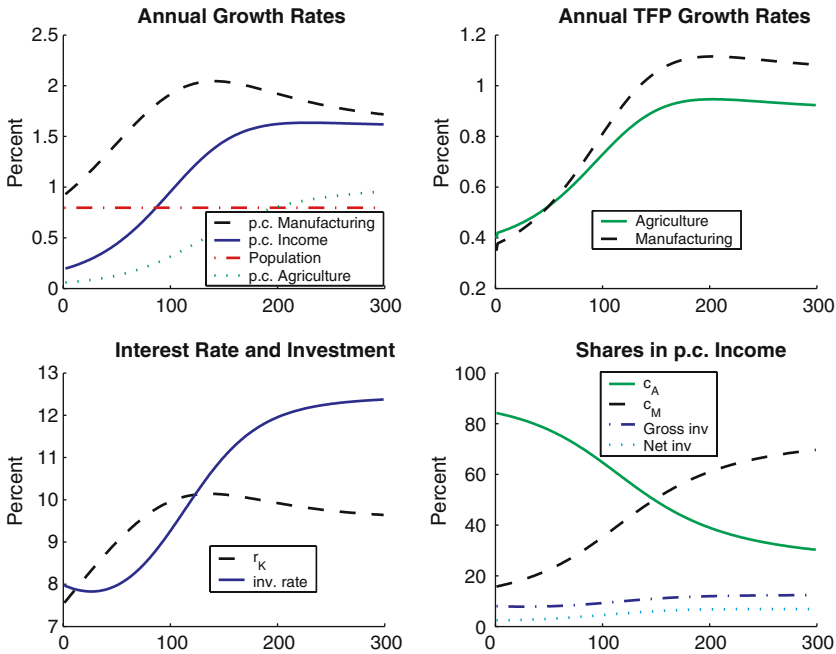 Annual Growth Rates
Percent
2.5
2
1.5
1
0.5
0
0 100 200 300
p.c. Manufacturing
p.c. Income
Population
p.c. Agriculture
Annual TFP Growth Rates
Percent
1.2
1
0.8
0.6
0.4
0.2
0 100 200 300
Agriculture
Manufacturing
Interest Rate and Investment
Percent
13
12
11
10
9
8
7
0 100 200 300
r_K
inv. rate
Shares in p.c. Income
Percent
100
80
60
40
20
0
0 100 200 300
c_A
c_M
Gross inv
Net inv